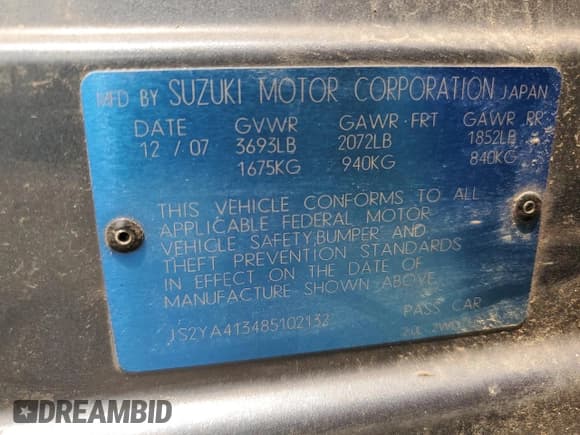 MFD BY SUZUKI MOTOR CORPORATION JAPAN
DATE GVWR GAWR FRT GAWR RR
12 / 07 3693LB 2072LB 1852LB
1675KG 940KG 840KG
THIS VEHICLE CONFORMS TO ALL
APPLICABLE FEDERAL MOTOR
VEHICLE SAFETY,BUMPER AND
THEFT PREVENTION STANDARDS
IN EFFECT ON THE DATE OF
MANUFACTURE SHOWN ABOVE
JS2YA413485102132 PASS CAR
2WD
DREAMBID